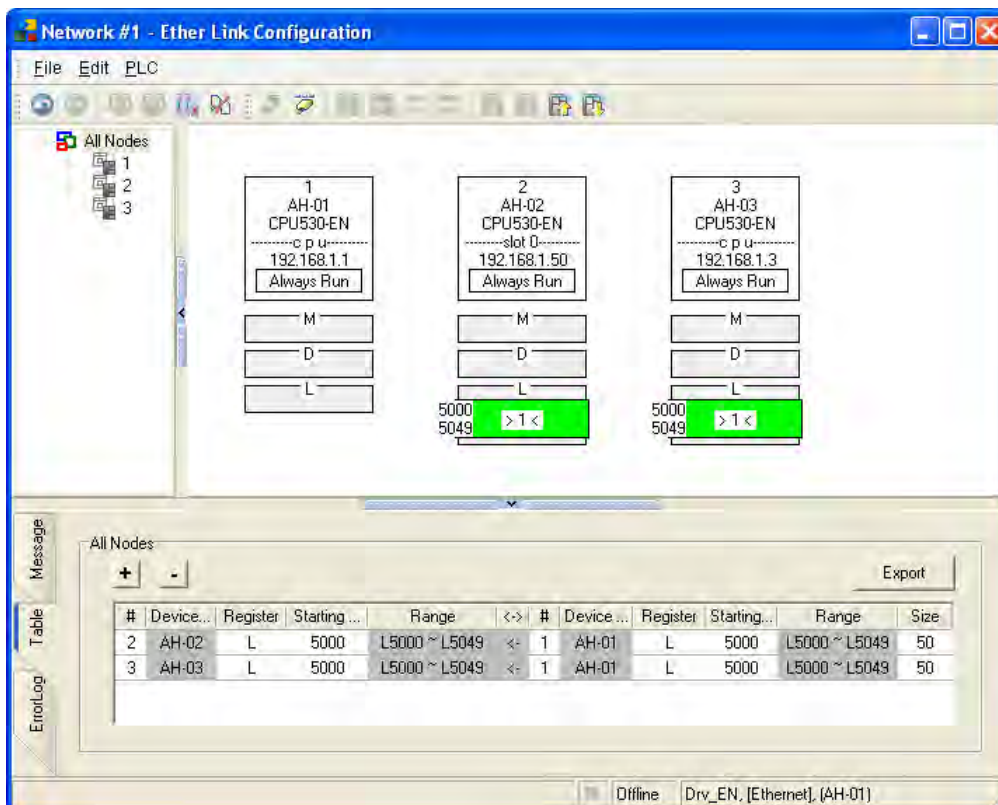 Network #1 - Ether Link Configuration
File Edit PLC
All Nodes
1
2
3
1
AH-01
CPU530-EN
---------c p u---------
192.168.1.1
Always Run
M
D
L
2
AH-02
CPU530-EN
--------slot 0--------
192.168.1.50
Always Run
M
D
L
5000
5049
> 1 <
3
AH-03
CPU530-EN
---------c p u---------
192.168.1.3
Always Run
M
D
L
5000
5049
> 1 <
Message
Table
ErrorLog
All Nodes
+ -
Export
# Device... Register Starting ... Range <-> # Device ... Register Starting... Range Size
2 AH-02 L 5000 L5000 ~ L5049 <- 1 AH-01 L 5000 L5000 ~ L5049 50
3 AH-03 L 5000 L5000 ~ L5049 <- 1 AH-01 L 5000 L5000 ~ L5049 50
Offline Drv_EN, [Ethernet], (AH-01)